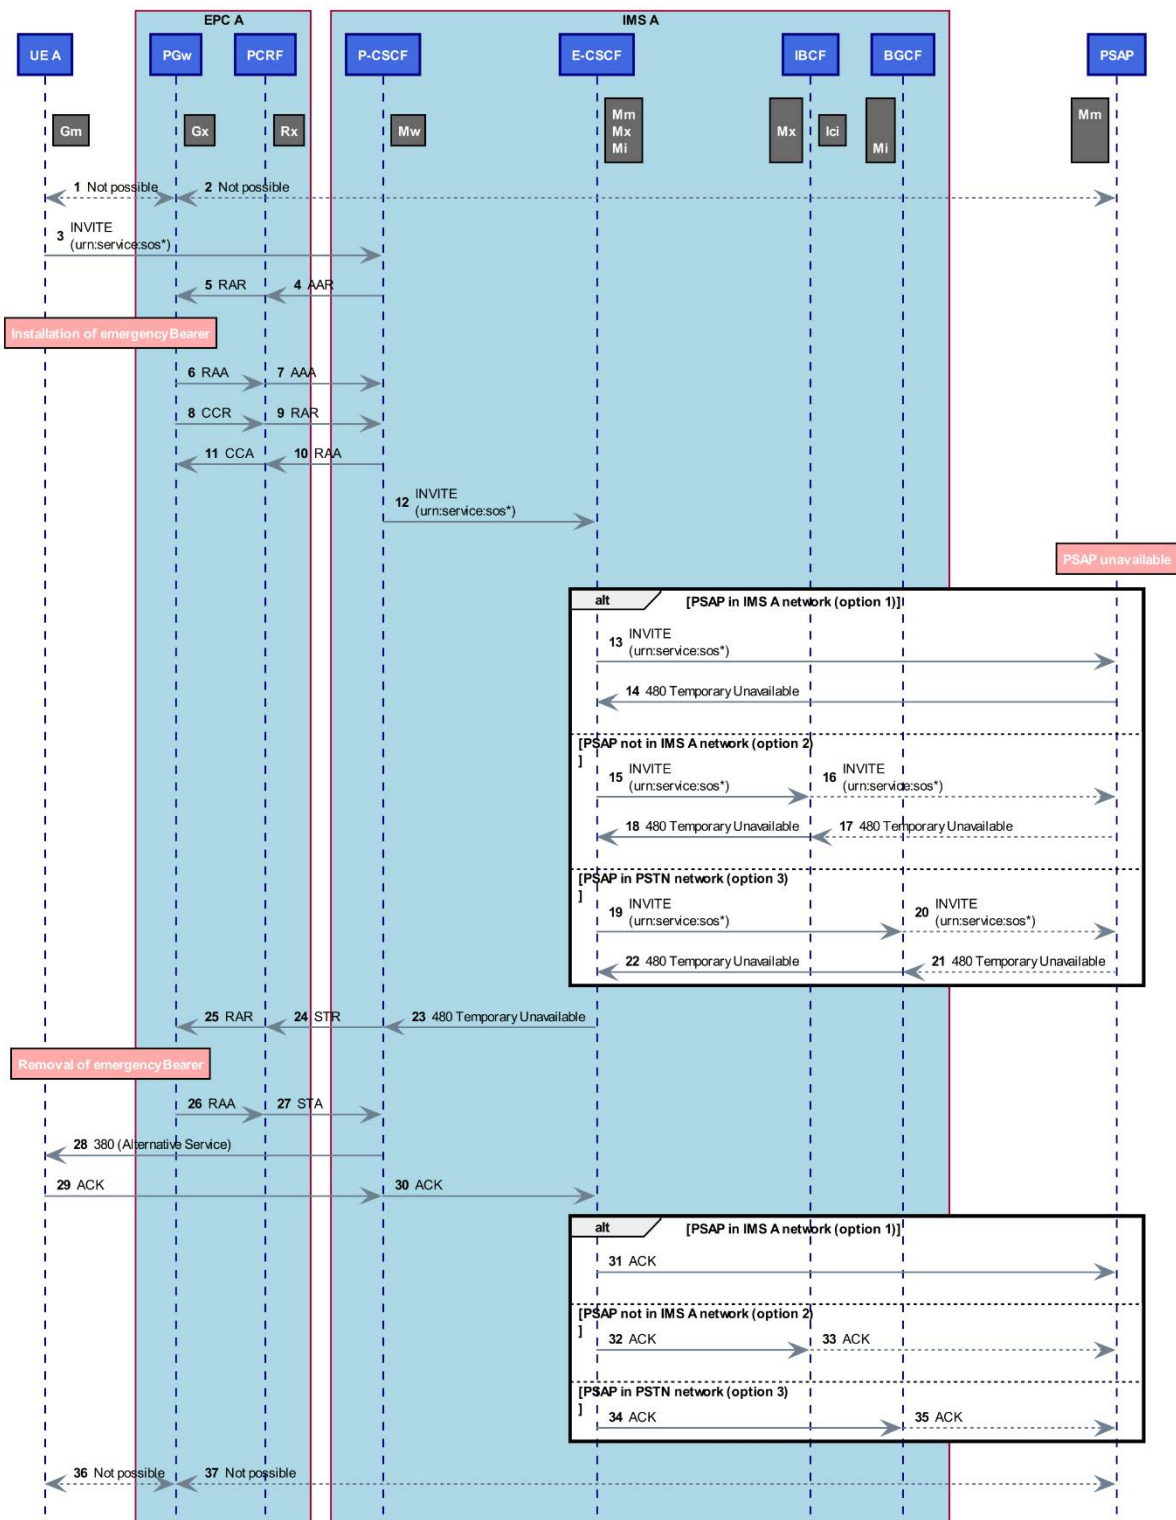 EPC A
IMS A
UE A
PGw
PCRF
P-CSCF
E-CSCF
IBCF
BGCF
PSAP
Gm
Gx
Rx
Mw
Mm
Mx
Mi
Mx
Ici
Mi
Mm
1 Not possible
2 Not possible
3 INVITE
(urn:service:sos*)
5 RAR
4 AAR
Installation of emergency Bearer
6 RAA
7 AAA
8 CCR
9 RAR
11 CCA
10 RAA
12 INVITE
(urn:service:sos*)
PSAP unavailable
alt
[PSAP in IMS A network (option 1)]
13 INVITE
(urn:service:sos*)
14 480 Temporary Unavailable
[PSAP not in IMS A network (option 2)
]
15 INVITE
(urn:service:sos*)
16 INVITE
(urn:service:sos*)
18 480 Temporary Unavailable
17 480 Temporary Unavailable
[PSAP in PSTN network (option 3)
]
19 INVITE
(urn:service:sos*)
20 INVITE
(urn:service:sos*)
22 480 Temporary Unavailable
21 480 Temporary Unavailable
25 RAR
24 STR
23 480 Temporary Unavailable
Removal of emergency Bearer
26 RAA
27 STA
28 380 (Alternative Service)
29 ACK
30 ACK
alt
[PSAP in IMS A network (option 1)]
31 ACK
[PSAP not in IMS A network (option 2)
]
32 ACK
33 ACK
[PSAP in PSTN network (option 3)
]
34 ACK
35 ACK
36 Not possible
37 Not possible